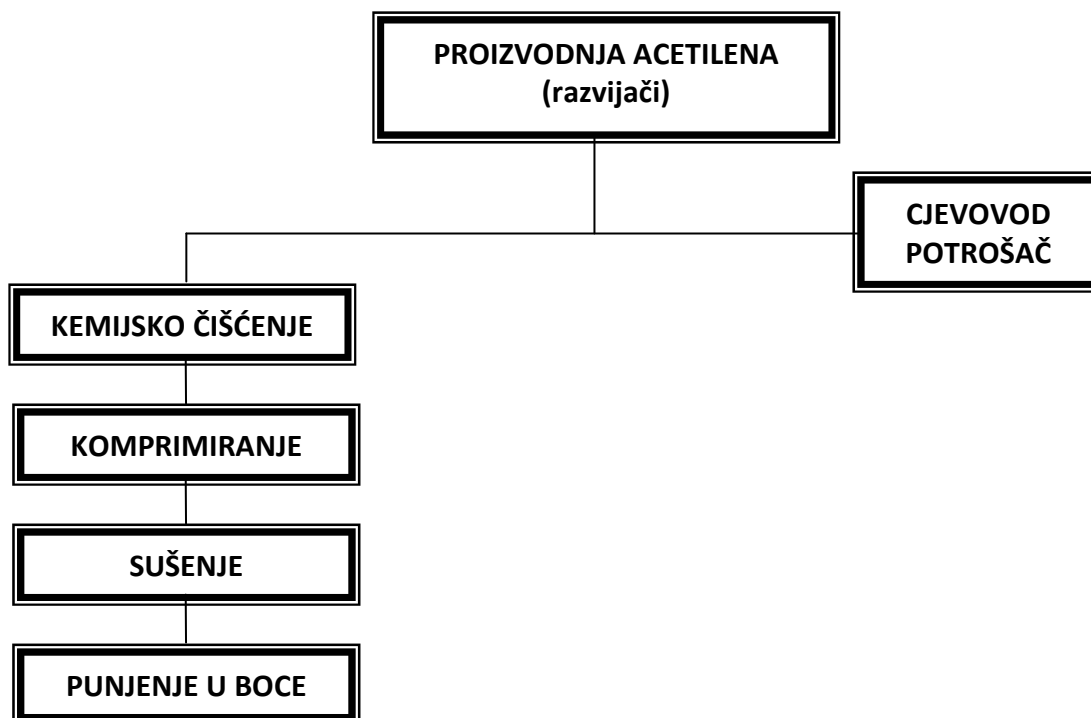 PROIZVODNJA ACETILENA
(razvijači)
CJEVOVOD
POTROŠAČ
KEMIJSKO ČIŠĆENJE
KOMPRIMIRANJE
SUŠENJE
PUNJENJE U BOCE